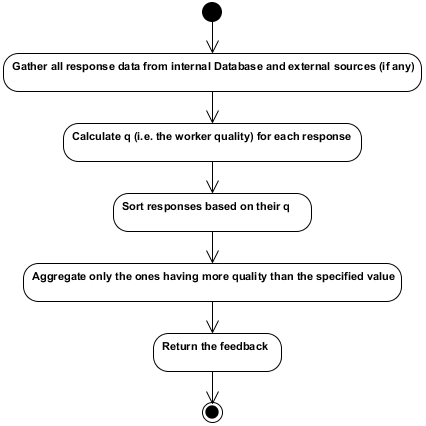 Gather all response data from internal Database and external sources (if any)
Calculate q (i.e. the worker quality) for each response
Sort responses based on their q
Aggregate only the ones having more quality than the specified value
Return the feedback